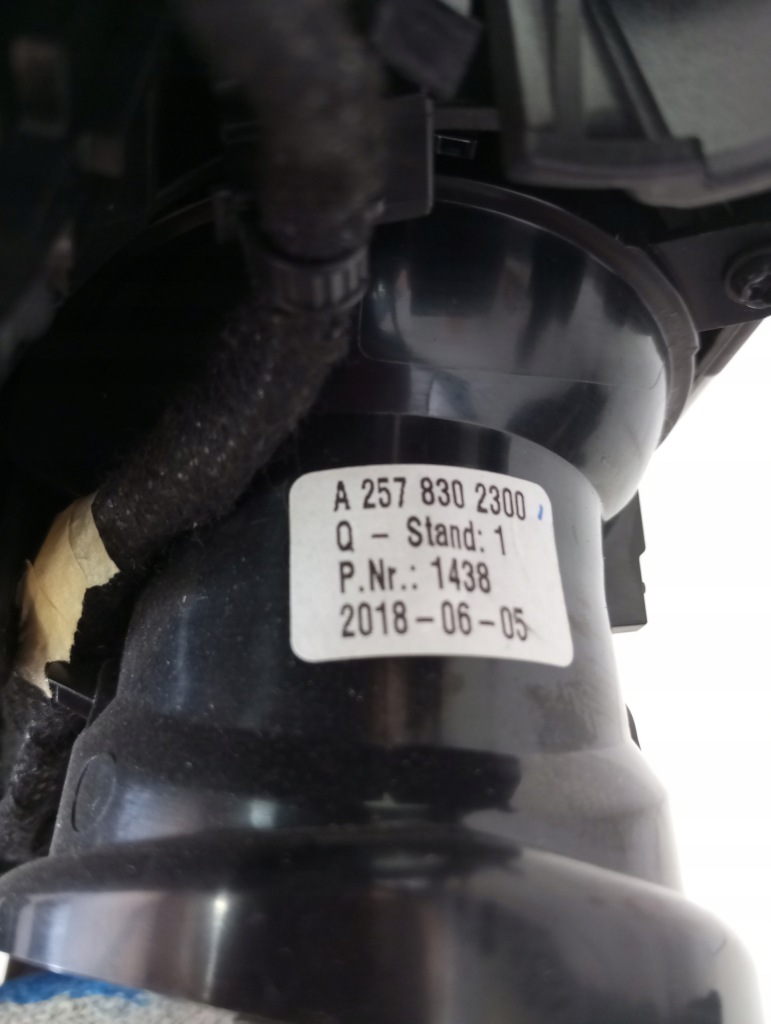 A 257 830 2300
Q - Stand: 1
P.Nr.: 1438
2018-06-05